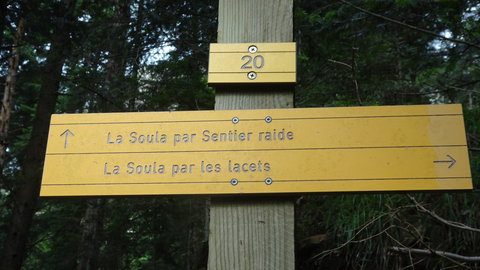 20
↑ La Soula par Sentier raide
La Soula par les lacets →